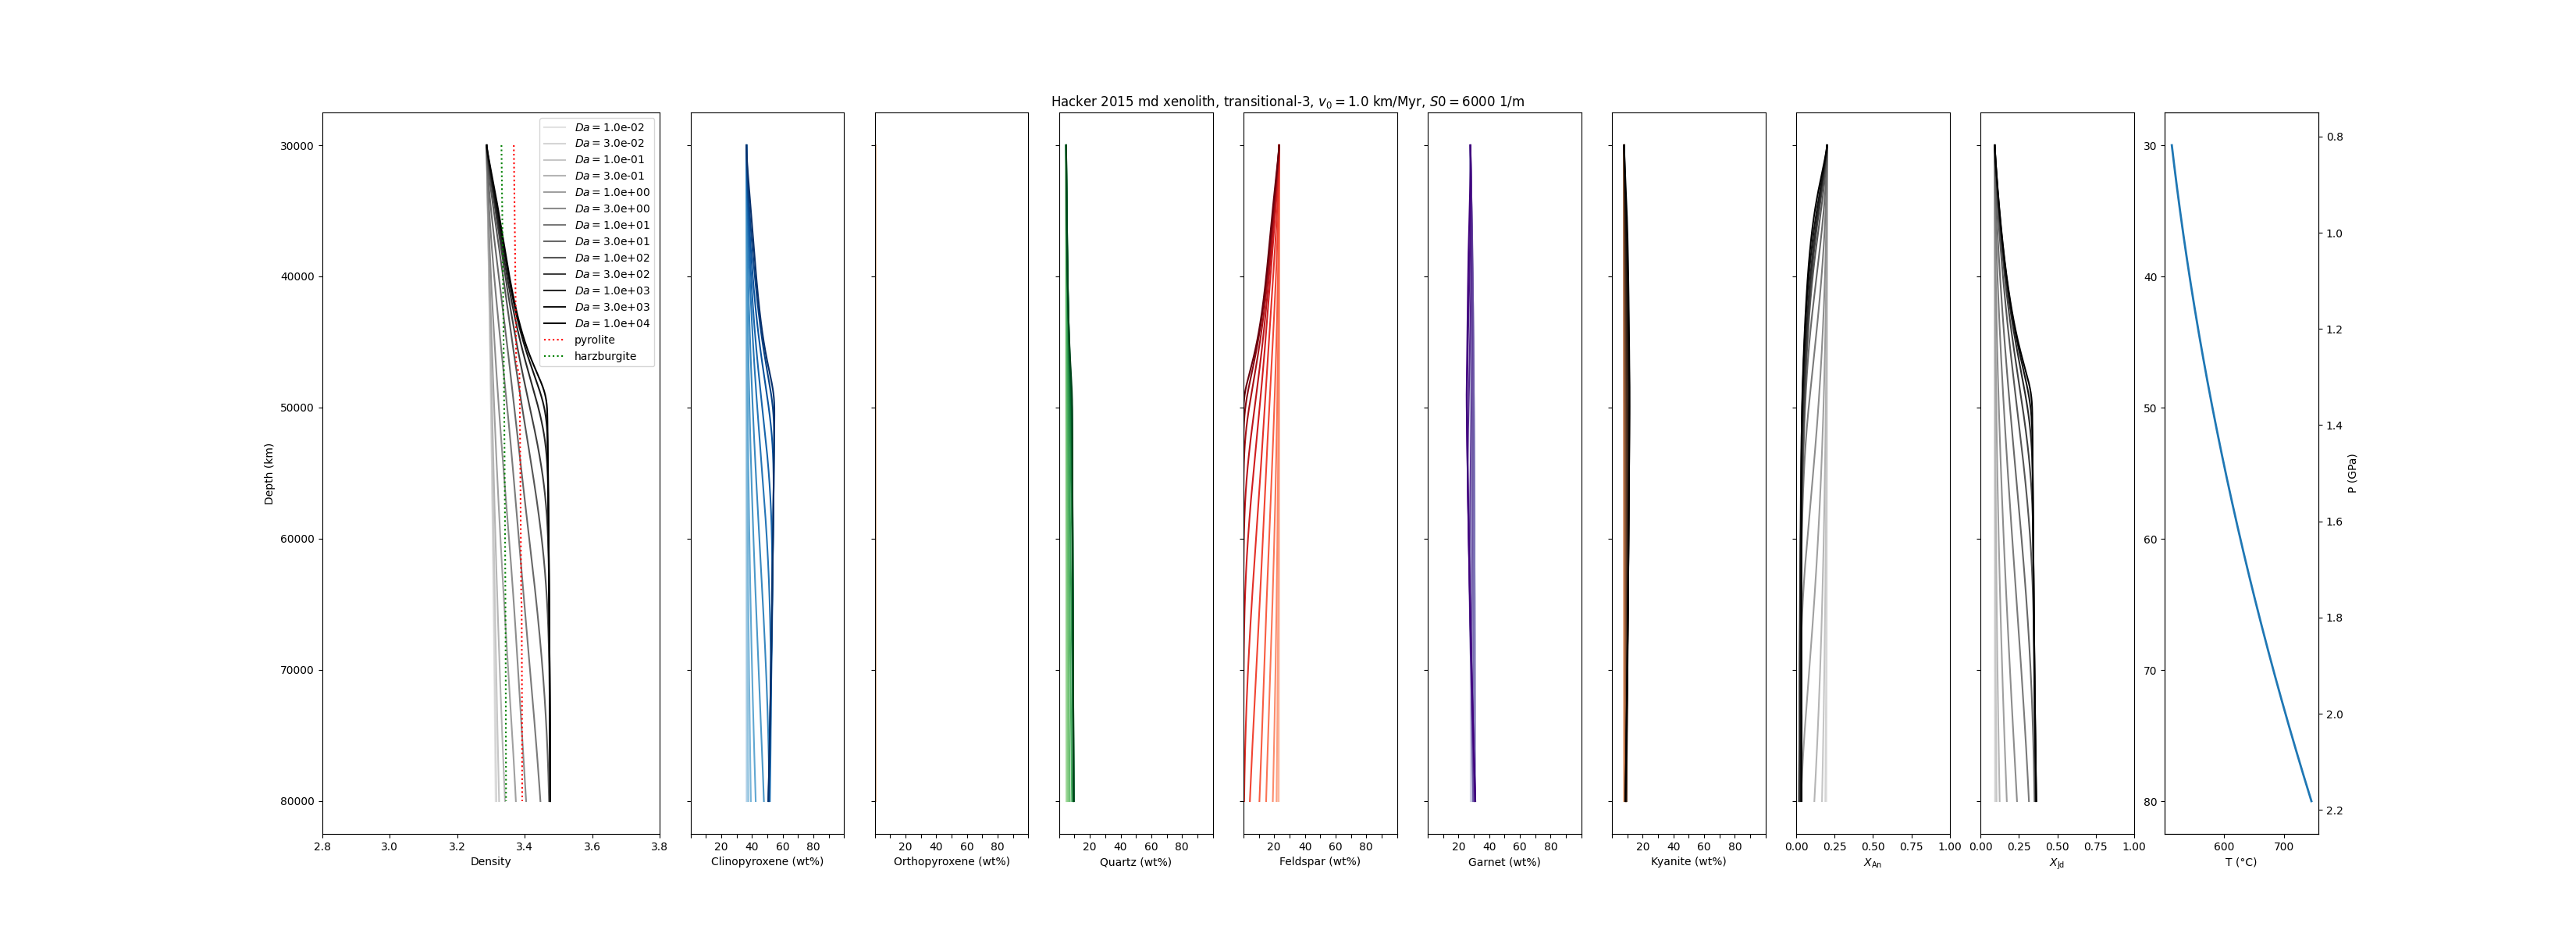 Hacker 2015 md xenolith, transitional-3, v₀ = 1.0 km/Myr, S0 = 6000 1/m
Da = 1.0e-02
Da = 3.0e-02
Da = 1.0e-01
Da = 3.0e-01
Da = 1.0e+00
Da = 3.0e+00
Da = 1.0e+01
Da = 3.0e+01
Da = 1.0e+02
Da = 3.0e+02
Da = 1.0e+03
Da = 3.0e+03
Da = 1.0e+04
pyrolite
harzburgite
Depth (km)
30000
40000
50000
60000
70000
80000
2.8 3.0 3.2 3.4 3.6 3.8
Density
20 40 60 80
Clinopyroxene (wt%)
20 40 60 80
Orthopyroxene (wt%)
20 40 60 80
Quartz (wt%)
20 40 60 80
Feldspar (wt%)
20 40 60 80
Garnet (wt%)
20 40 60 80
Kyanite (wt%)
0.00 0.25 0.50 0.75 1.00
X_An
0.00 0.25 0.50 0.75 1.00
X_Jd
30
40
50
60
70
80
600 700
T (°C)
0.8
1.0
1.2
1.4
1.6
1.8
2.0
2.2
P (GPa)